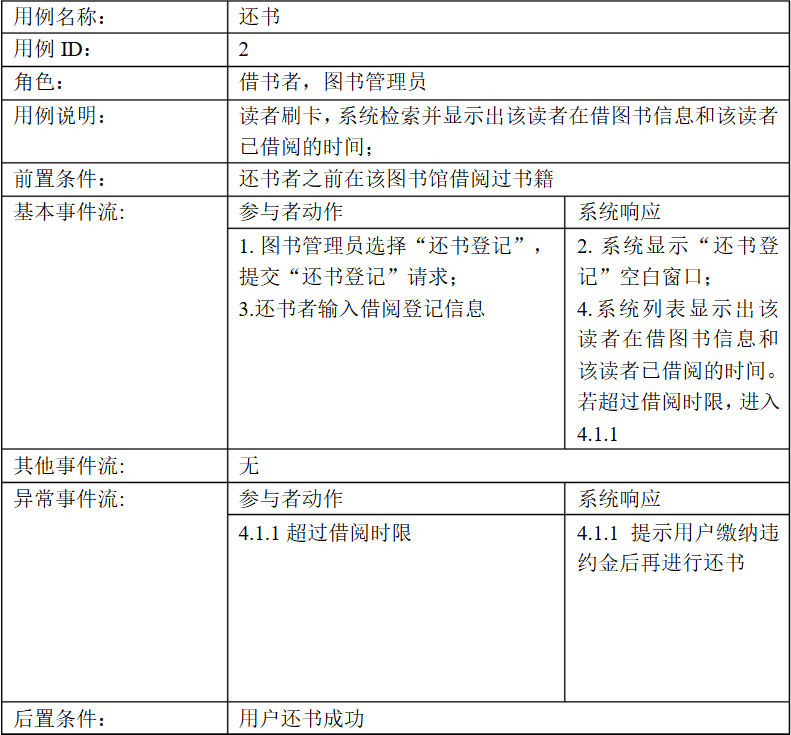 用例名称：
还书
用例 ID：
2
角色：
借书者，图书管理员
用例说明：
读者刷卡，系统检索并显示出该读者在借图书信息和该读者
已借阅的时间；
前置条件：
还书者之前在该图书馆借阅过书籍
基本事件流:
参与者动作
系统响应
1. 图书管理员选择“还书登记”，
提交“还书登记”请求；
3.还书者输入借阅登记信息
2. 系统显示“还书登
记”空白窗口；
4.系统列表显示出该
读者在借图书信息和
该读者已借阅的时间。
若超过借阅时限，进入
4.1.1
其他事件流:
无
异常事件流:
参与者动作
系统响应
4.1.1 超过借阅时限
4.1.1 提示用户缴纳违
约金后再进行还书
后置条件：
用户还书成功